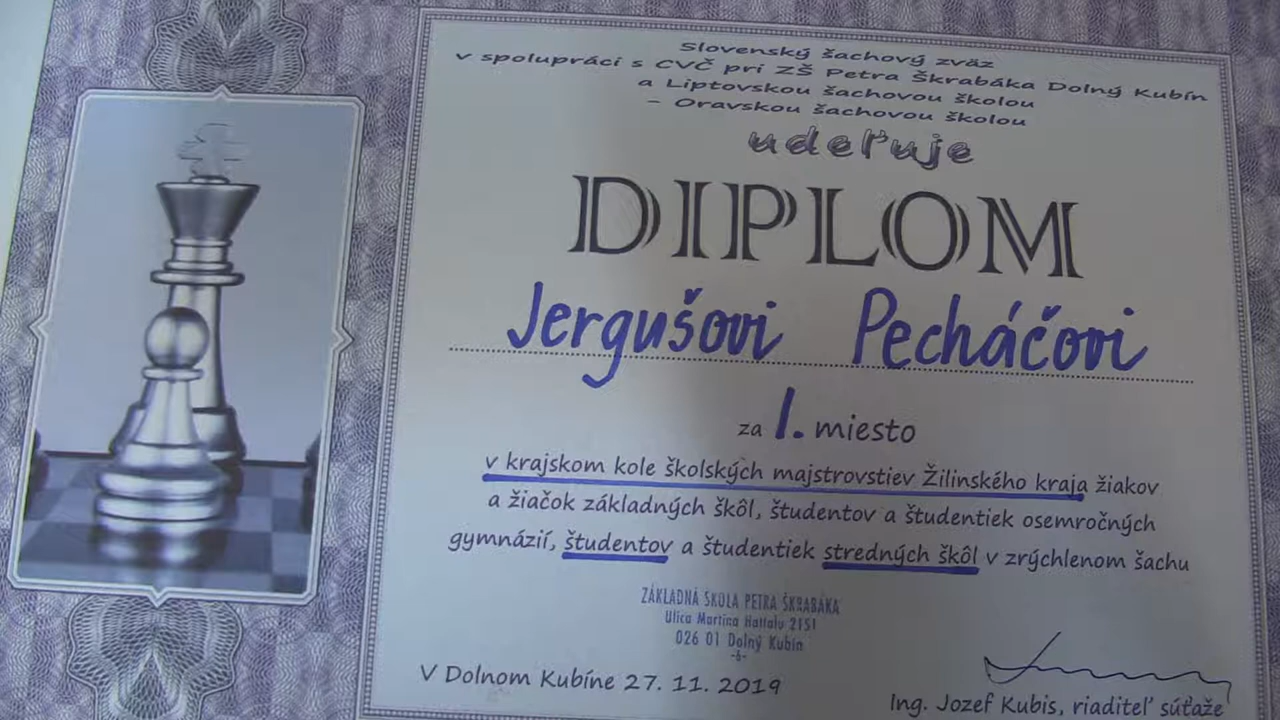 Slovenský šachový zväz
v spolupráci s CVČ pri ZŠ Petra Škrabáka Dolný Kubín
a Liptovskou šachovou školou
– Oravskou šachovou školou
udeľuje
DIPLOM
Jergušovi Pecháčovi
za 1. miesto
v krajskom kole školských majstrovstiev Žilinského kraja žiakov
a žiačok základných škôl, študentov a študentiek osemročných
gymnázií, študentov a študentiek stredných škôl v zrýchlenom šachu
ZÁKLADNÁ ŠKOLA PETRA ŠKRABÁKA
Ulica Martina Hattalu 2151
026 01 Dolný Kubín
-6-
V Dolnom Kubíne 27. 11. 2019
Ing. Jozef Kubis, riaditeľ súťaže